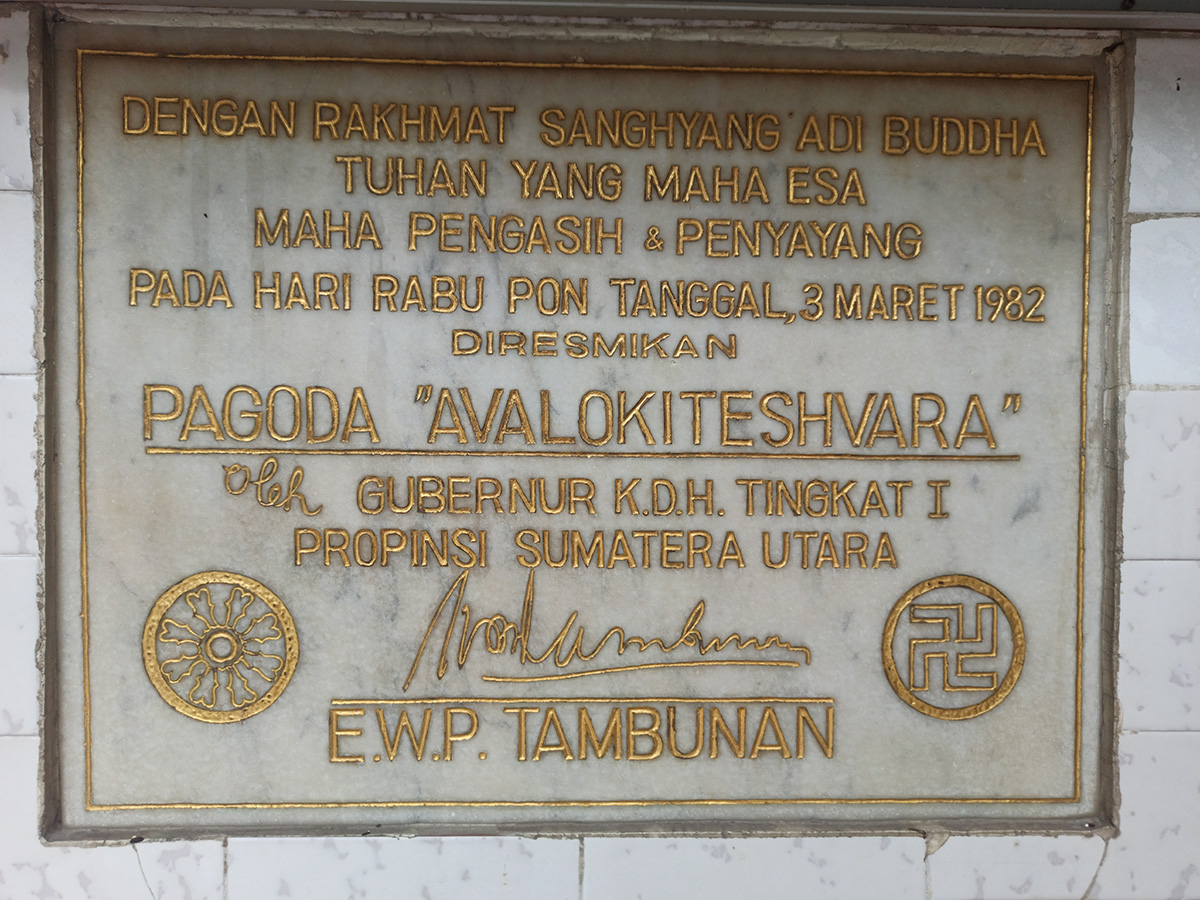 DENGAN RAKHMAT SANGHYANG ADI BUDDHA
TUHAN YANG MAHA ESA
MAHA PENGASIH & PENYAYANG
PADA HARI RABU PON TANGGAL, 3 MARET 1982
DIRESMIKAN
PAGODA "AVALOKITESHVARA"
Oleh GUBERNUR K.D.H. TINGKAT I
PROPINSI SUMATERA UTARA
E.W.P. TAMBUNAN